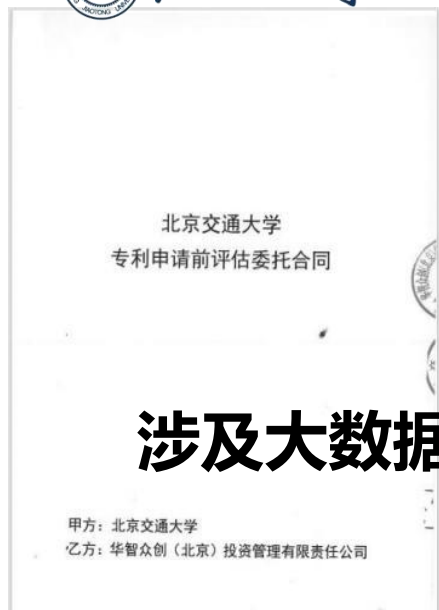 JIAOTONG UNIV
北京交通大学
专利申请前评估委托合同
涉及大数据
甲方：北京交通大学
乙方：华智众创（北京）投资管理有限责任公司